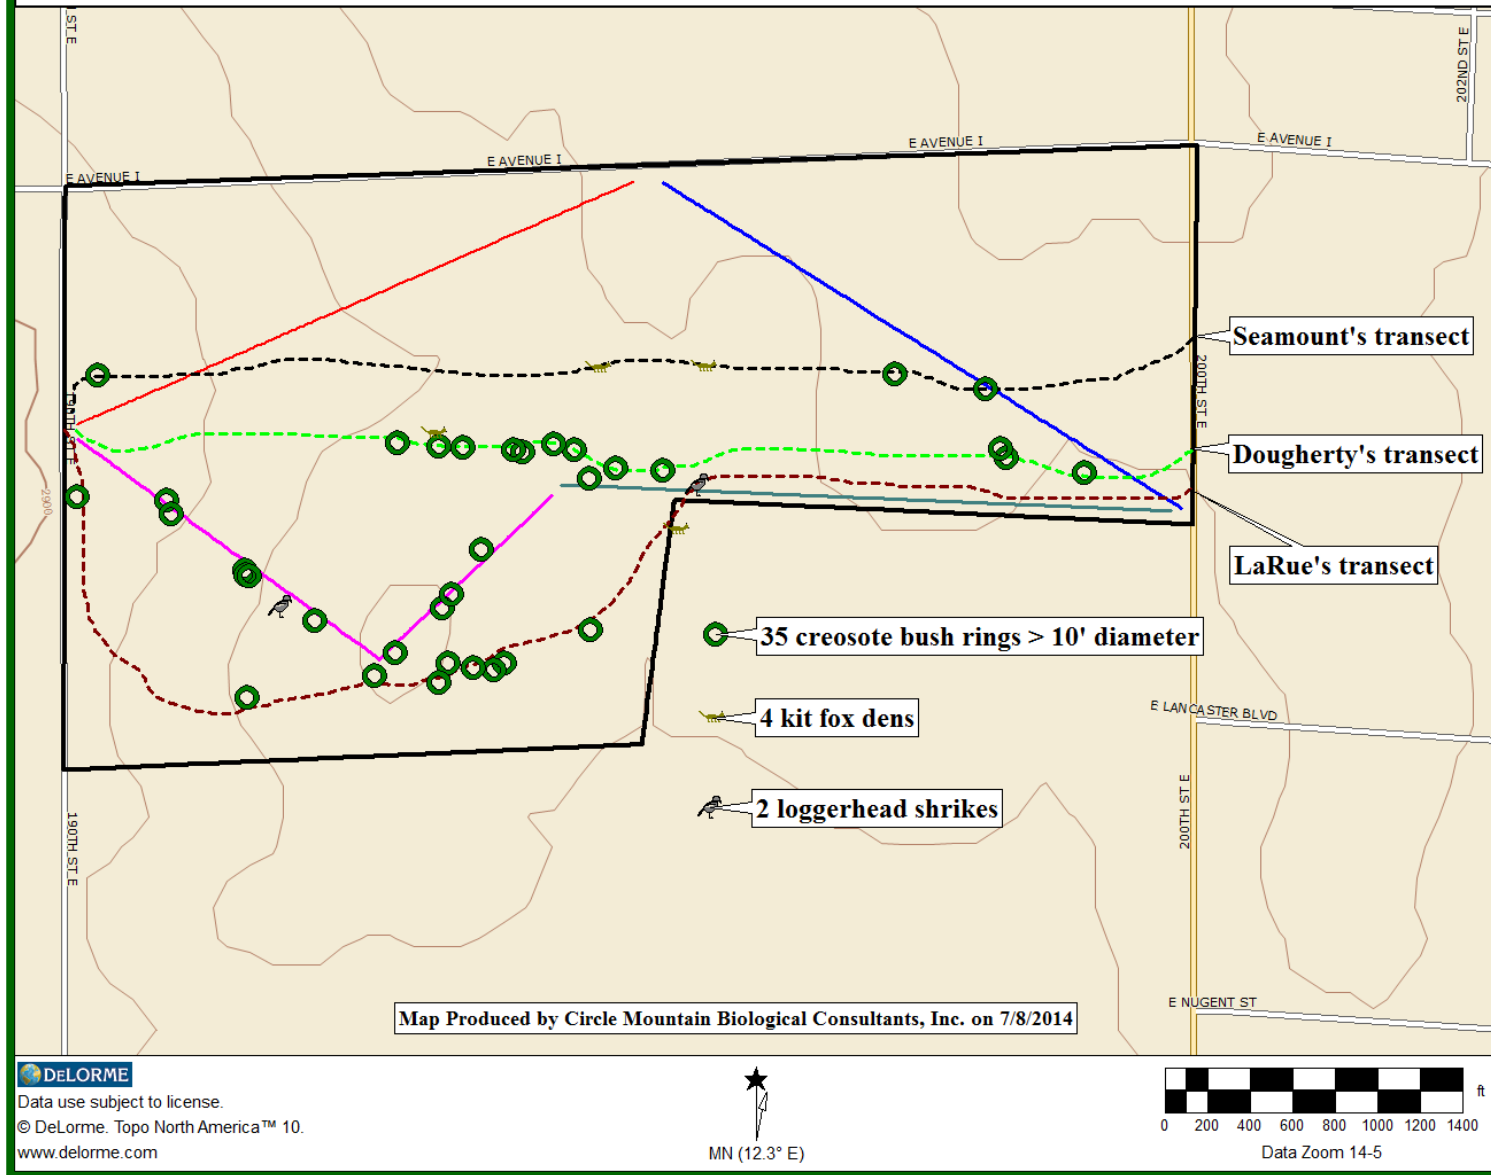 ST E
202ND ST E
E AVENUE I
E AVENUE I
E AVENUE I
E AVENUE I
Seamount's transect
200TH ST E
190TH ST E
Dougherty's transect
2900
LaRue's transect
35 creosote bush rings > 10' diameter
E LANCASTER BLVD
4 kit fox dens
2 loggerhead shrikes
200TH ST E
190TH ST E
E NUGENT ST
Map Produced by Circle Mountain Biological Consultants, Inc. on 7/8/2014
DELORME
Data use subject to license.
© DeLorme. Topo North America™ 10.
www.delorme.com
MN (12.3° E)
ft
0 200 400 600 800 1000 1200 1400
Data Zoom 14-5